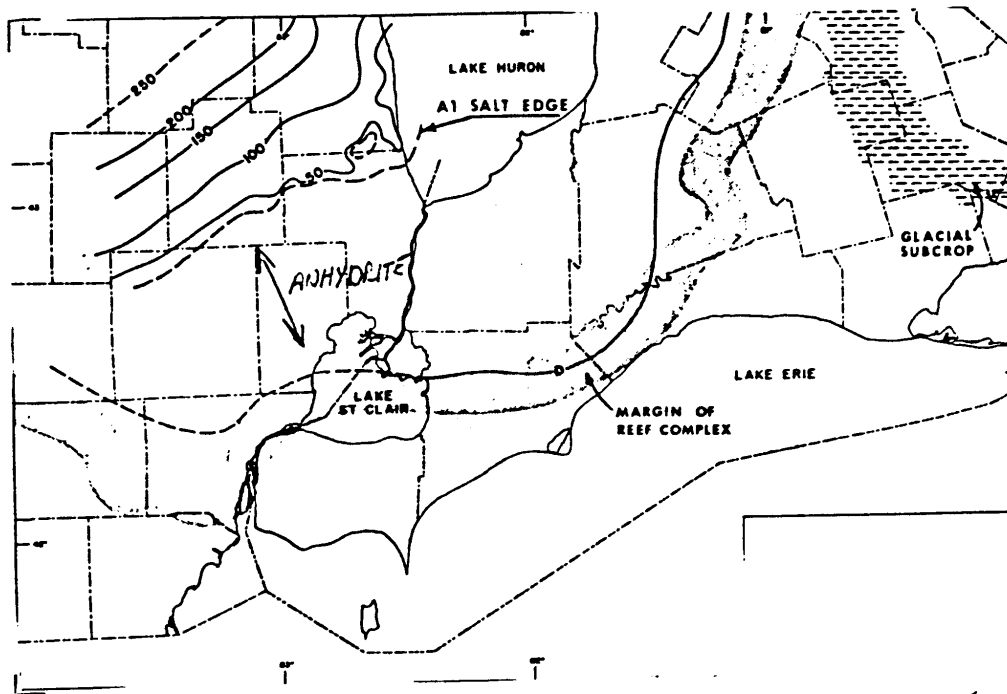 LAKE HURON
A1 SALT EDGE
250
200
150
100
50
ANHYDRITE
GLACIAL
SUBCROP
LAKE
ST CLAIR
0
LAKE ERIE
MARGIN OF
REEF COMPLEX